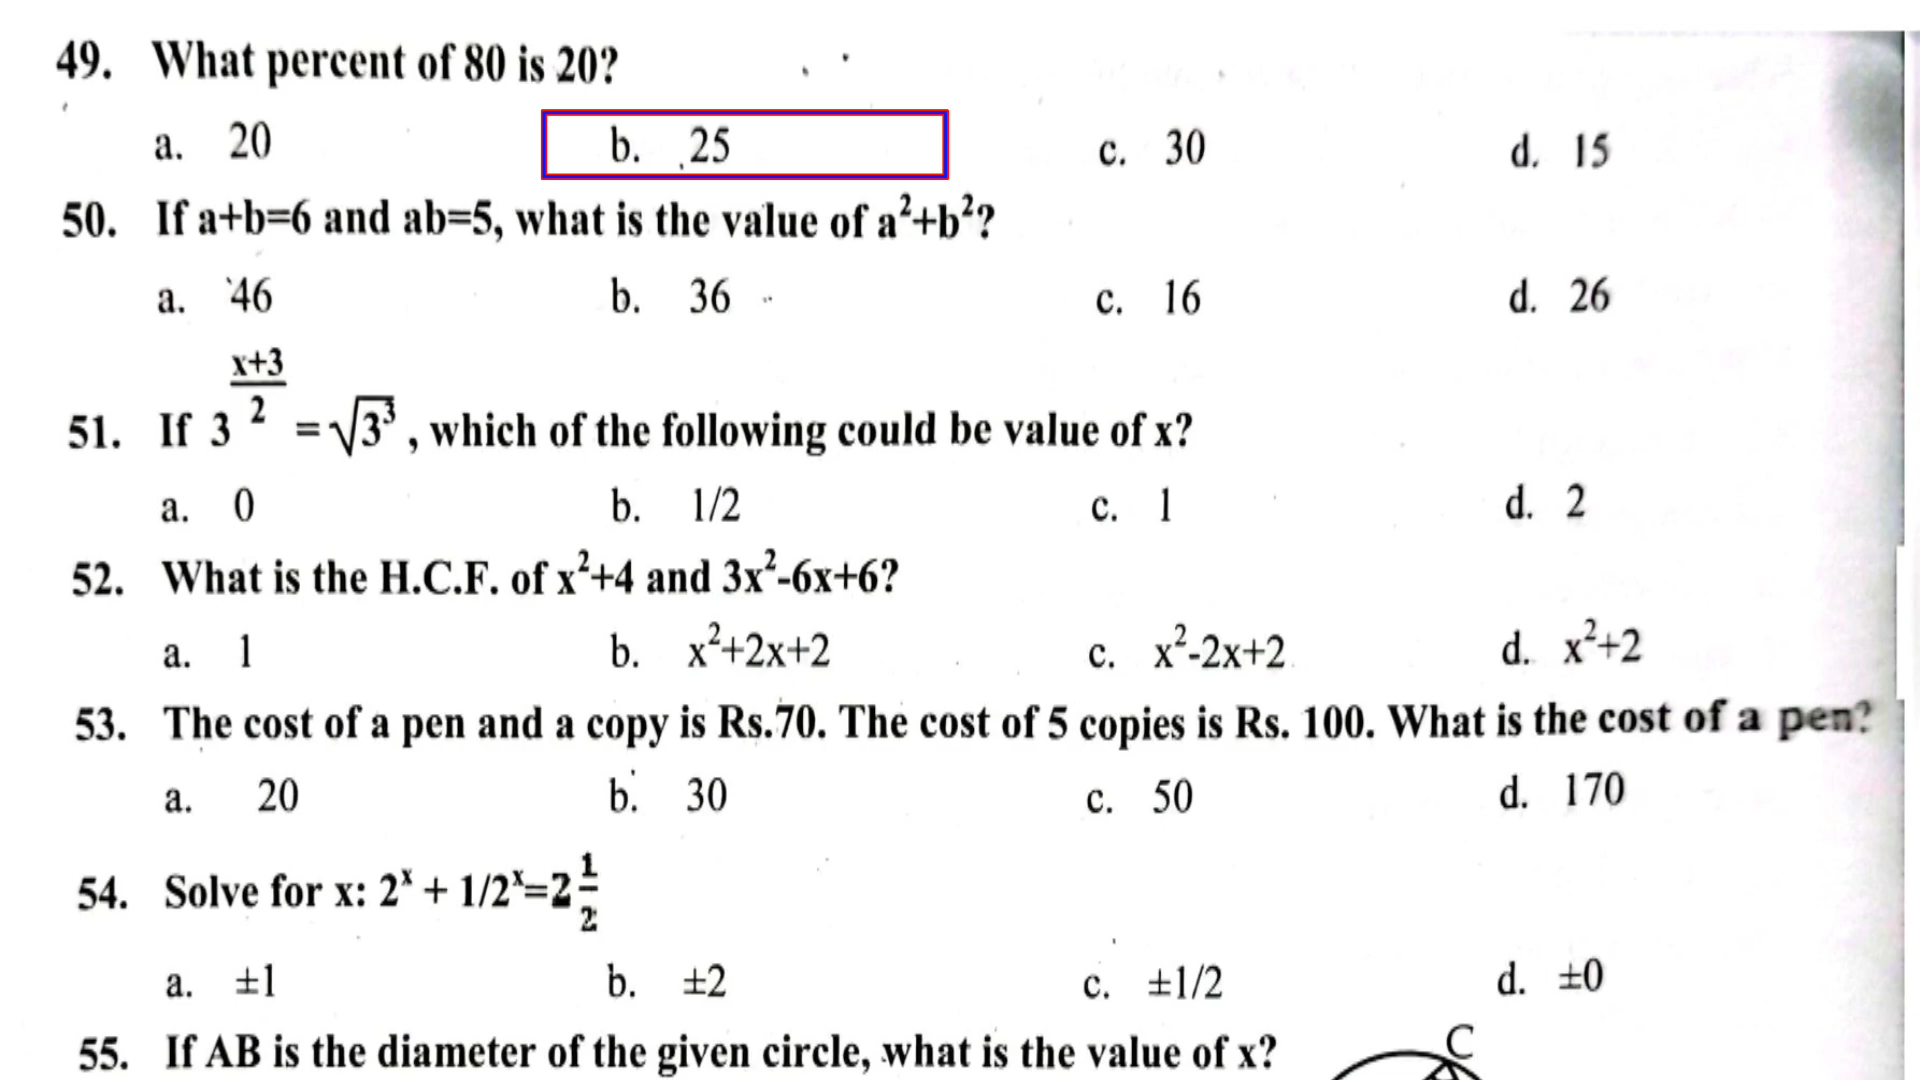 49. What percent of 80 is 20?
a. 20 b. 25 c. 30 d. 15
50. If a+b=6 and ab=5, what is the value of a²+b²?
a. 46 b. 36 c. 16 d. 26
51. If 3^((x+3)/2) = √3³, which of the following could be value of x?
a. 0 b. 1/2 c. 1 d. 2
52. What is the H.C.F. of x²+4 and 3x²-6x+6?
a. 1 b. x²+2x+2 c. x²-2x+2 d. x²+2
53. The cost of a pen and a copy is Rs.70. The cost of 5 copies is Rs. 100. What is the cost of a pen?
a. 20 b. 30 c. 50 d. 170
54. Solve for x: 2ˣ + 1/2ˣ=2 1/2
a. ±1 b. ±2 c. ±1/2 d. ±0
55. If AB is the diameter of the given circle, what is the value of x?
C